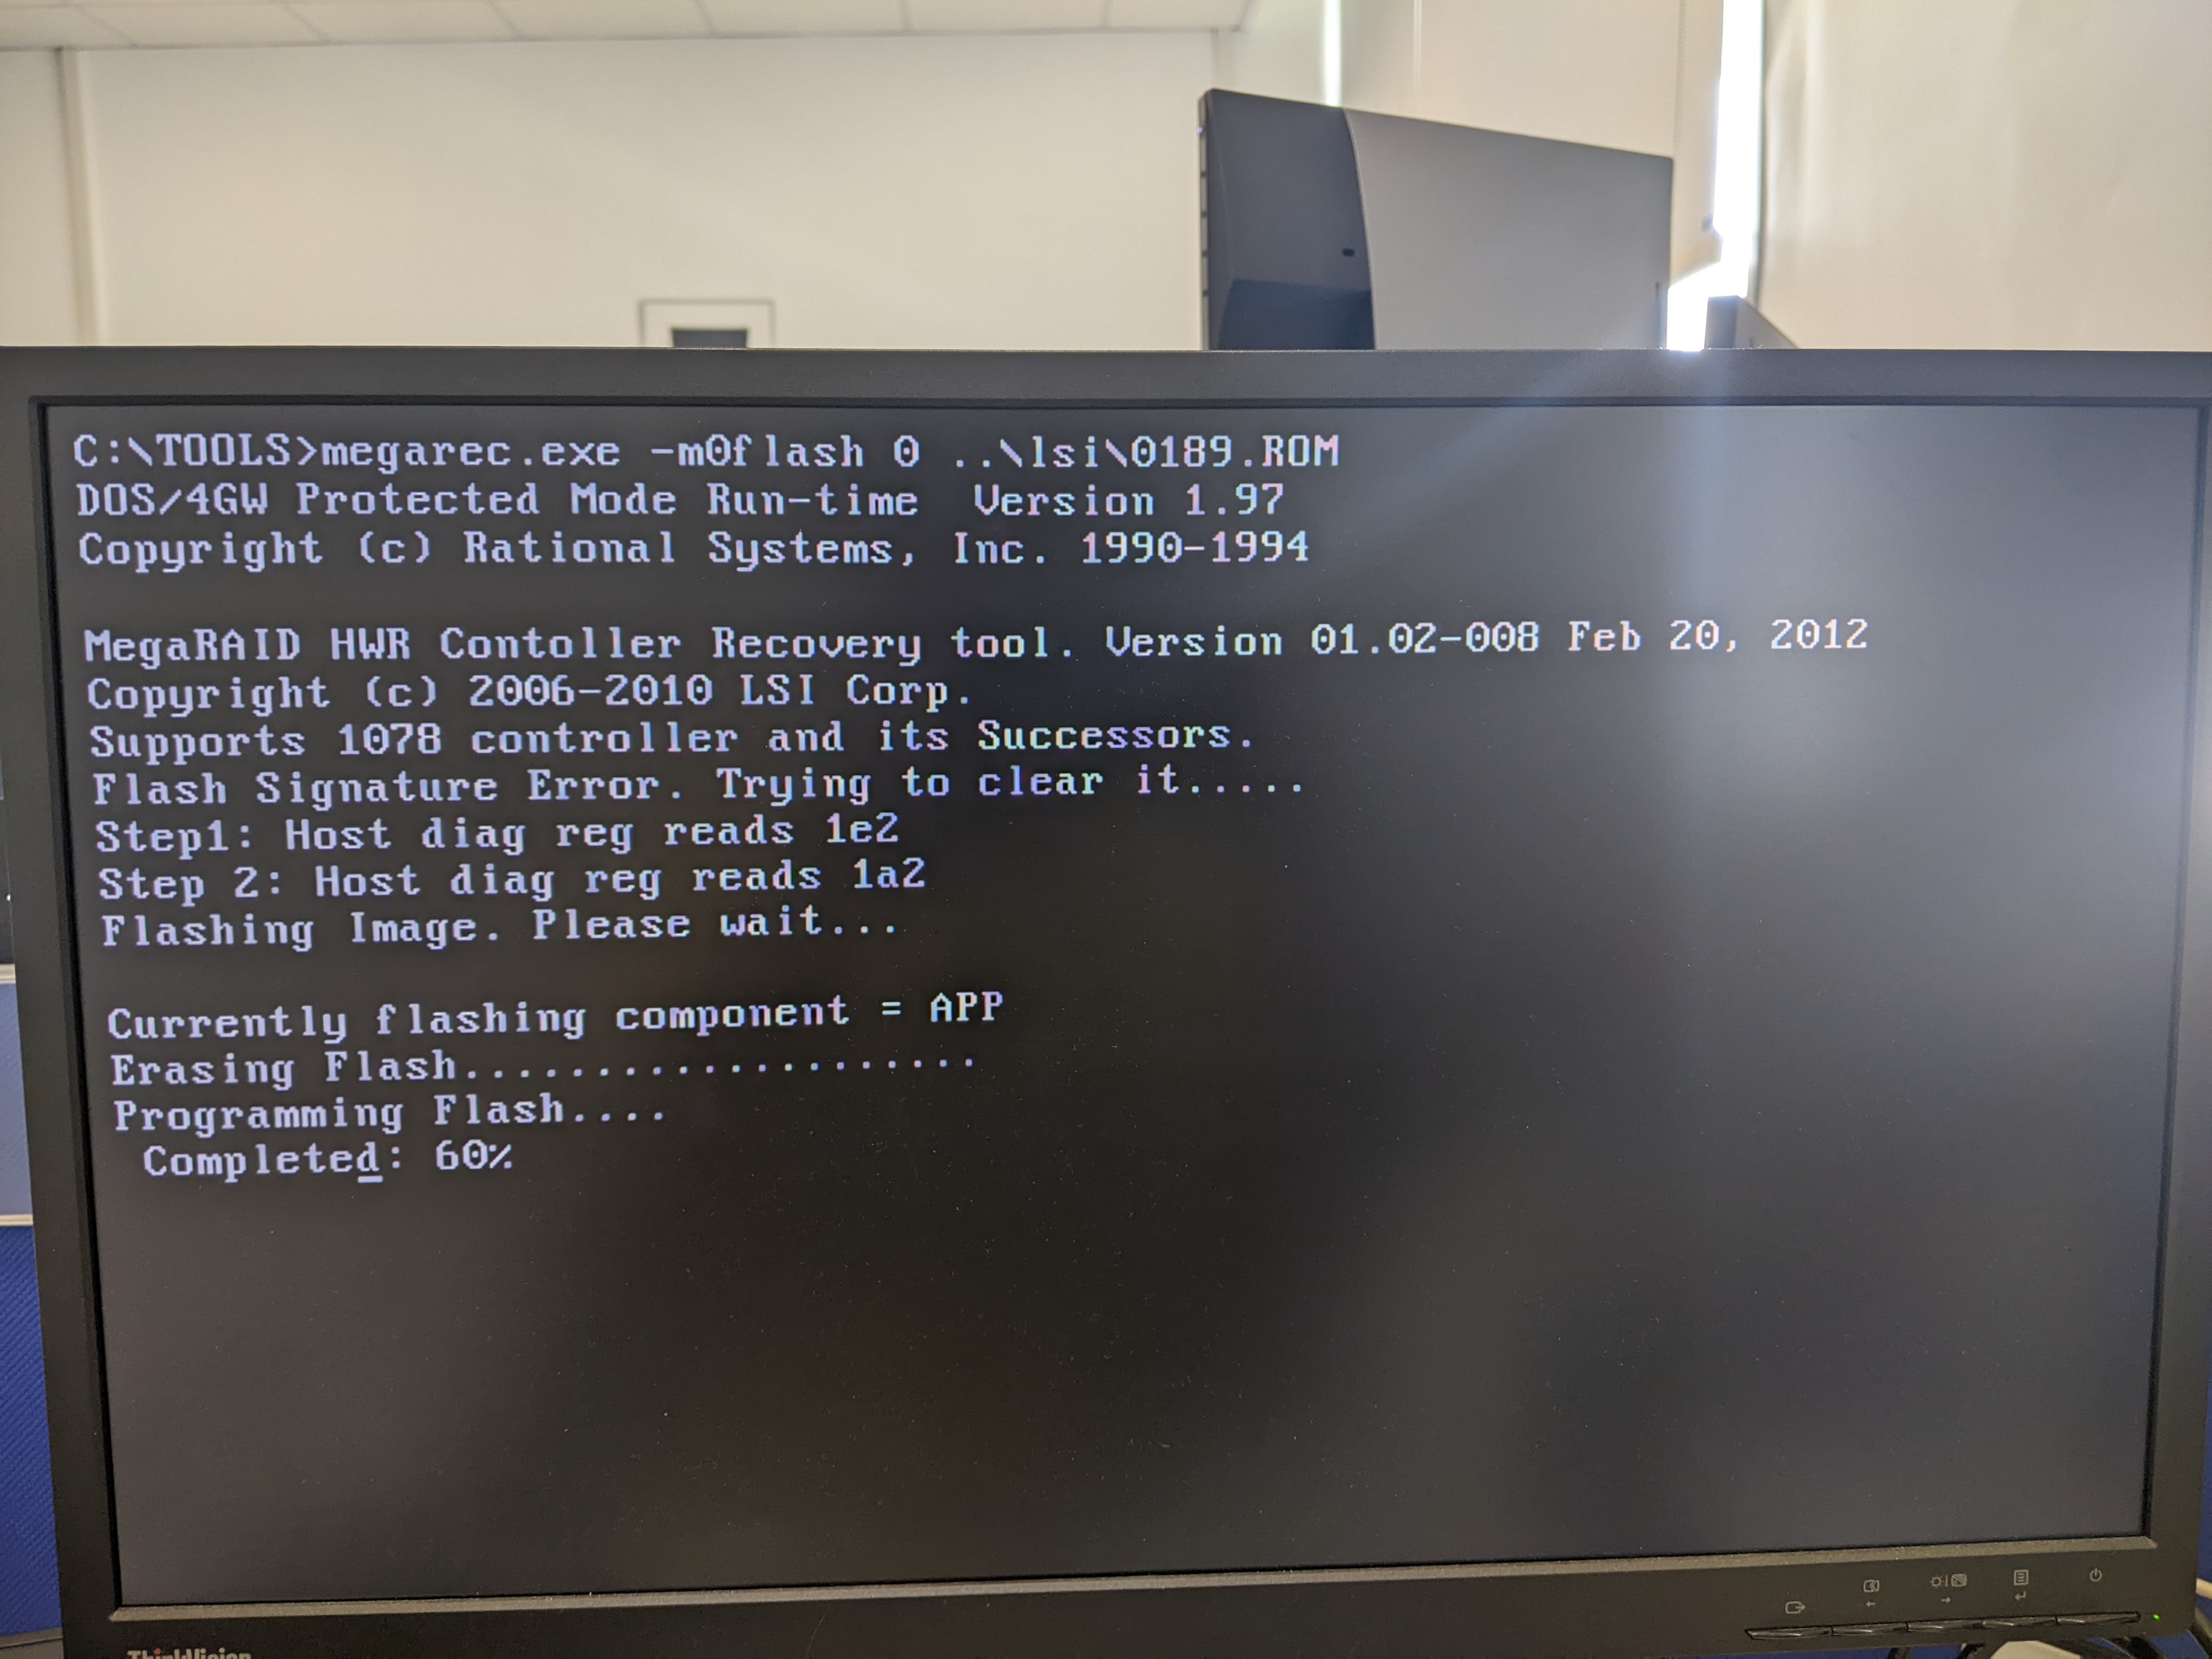 C:\TOOLS>megarec.exe -m0flash 0 ..\lsi\0189.ROM
DOS/4GW Protected Mode Run-time  Version 1.97
Copyright (c) Rational Systems, Inc. 1990-1994
MegaRAID HWR Contoller Recovery tool. Version 01.02-008 Feb 20, 2012
Copyright (c) 2006-2010 LSI Corp.
Supports 1078 controller and its Successors.
Flash Signature Error. Trying to clear it.....
Step1: Host diag reg reads 1e2
Step 2: Host diag reg reads 1a2
Flashing Image. Please wait...
Currently flashing component = APP
Erasing Flash....................
Programming Flash....
Completed: 60%
ThinkVision